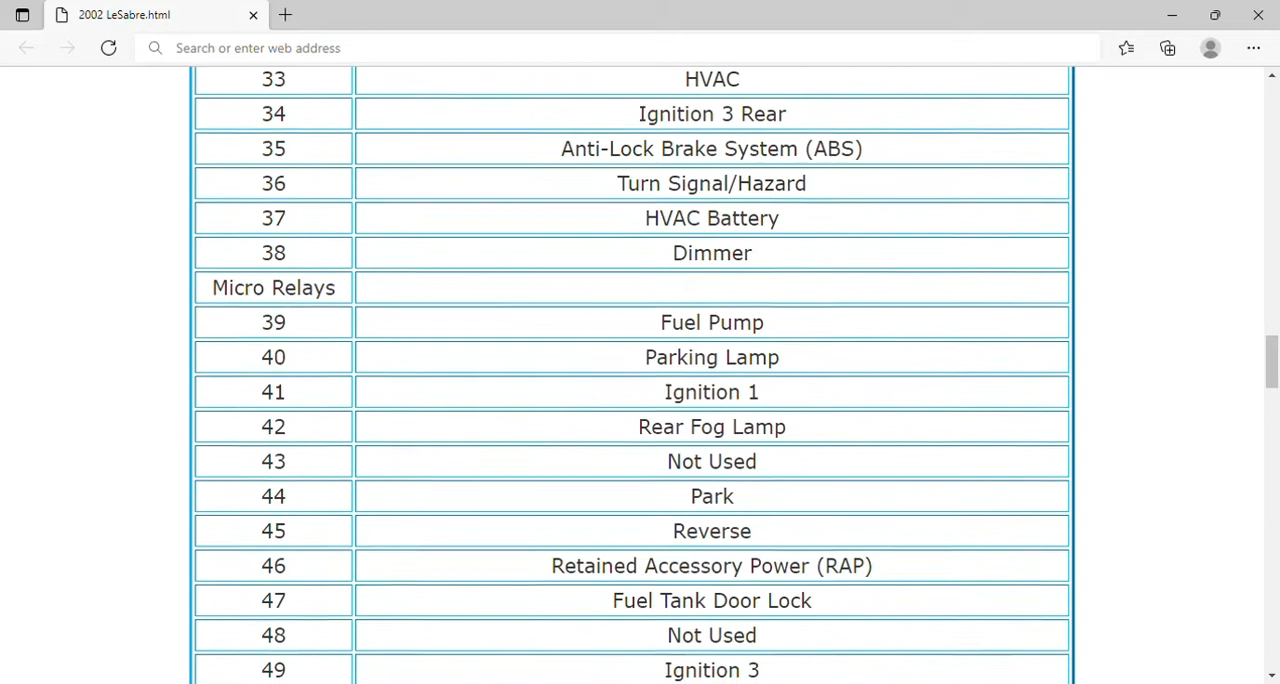 2002 LeSabre.html
Search or enter web address
33 HVAC
34 Ignition 3 Rear
35 Anti-Lock Brake System (ABS)
36 Turn Signal/Hazard
37 HVAC Battery
38 Dimmer
Micro Relays
39 Fuel Pump
40 Parking Lamp
41 Ignition 1
42 Rear Fog Lamp
43 Not Used
44 Park
45 Reverse
46 Retained Accessory Power (RAP)
47 Fuel Tank Door Lock
48 Not Used
49 Ignition 3